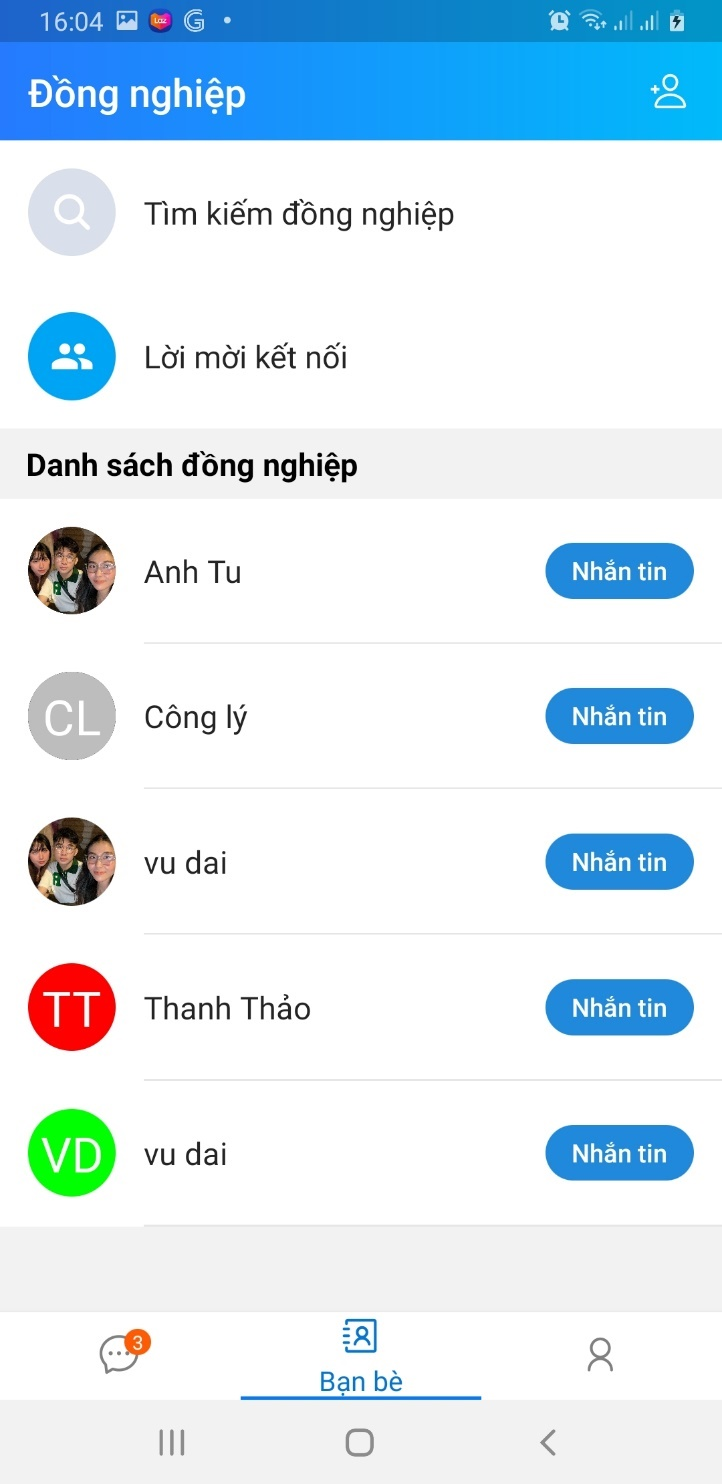 16:04
Laz
Đồng nghiệp
Tìm kiếm đồng nghiệp
Lời mời kết nối
Danh sách đồng nghiệp
Anh Tu
Nhắn tin
CL
Công lý
Nhắn tin
vu dai
Nhắn tin
TT
Thanh Thảo
Nhắn tin
VD
vu dai
Nhắn tin
3
Bạn bè